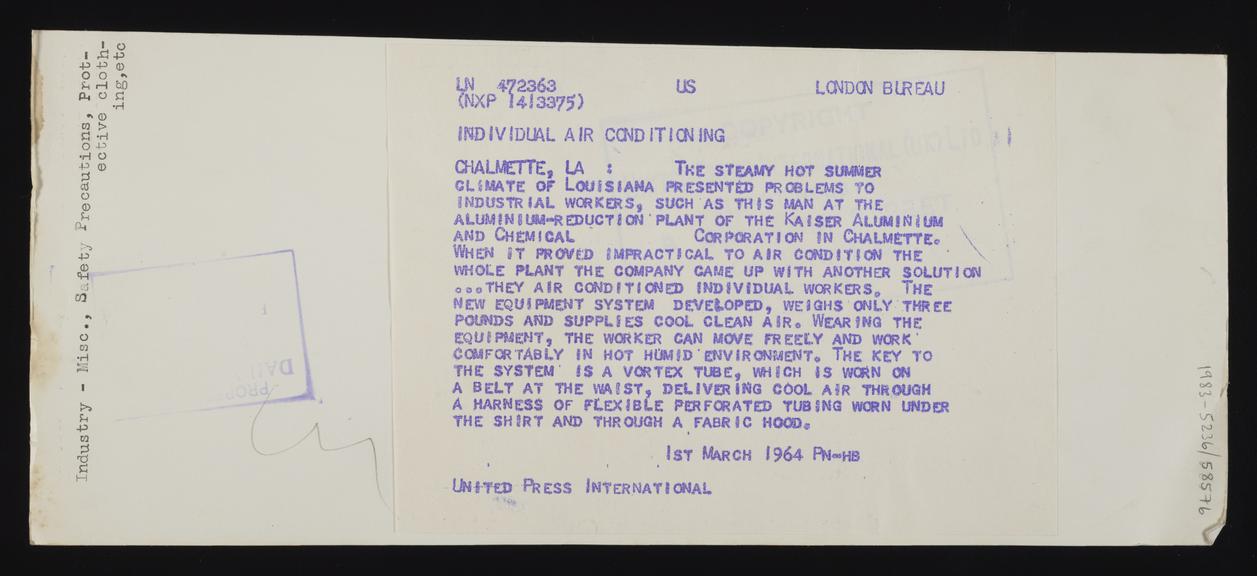 Industry - Misc., Safety Precautions, Prot-
ective cloth-
ing,etc
LN 472363 US LONDON BUREAU
(NXP 1413375)
INDIVIDUAL AIR CONDITIONING
CHALMETTE, LA : THE STEAMY HOT SUMMER
CLIMATE OF LOUISIANA PRESENTED PROBLEMS TO
INDUSTRIAL WORKERS, SUCH AS THIS MAN AT THE
ALUMINIUM-REDUCTION PLANT OF THE KAISER ALUMINIUM
AND CHEMICAL CORPORATION IN CHALMETTE.
WHEN IT PROVED IMPRACTICAL TO AIR CONDITION THE
WHOLE PLANT THE COMPANY CAME UP WITH ANOTHER SOLUTION
...THEY AIR CONDITIONED INDIVIDUAL WORKERS. THE
NEW EQUIPMENT SYSTEM DEVELOPED, WEIGHS ONLY THREE
POUNDS AND SUPPLIES COOL CLEAN AIR. WEARING THE
EQUIPMENT, THE WORKER CAN MOVE FREELY AND WORK
COMFORTABLY IN HOT HUMID ENVIRONMENT. THE KEY TO
THE SYSTEM IS A VORTEX TUBE, WHICH IS WORN ON
A BELT AT THE WAIST, DELIVERING COOL AIR THROUGH
A HARNESS OF FLEXIBLE PERFORATED TUBING WORN UNDER
THE SHIRT AND THROUGH A FABRIC HOOD.
1ST MARCH 1964 PN-HB
UNITED PRESS INTERNATIONAL
COPYRIGHT
1983-5236/58576